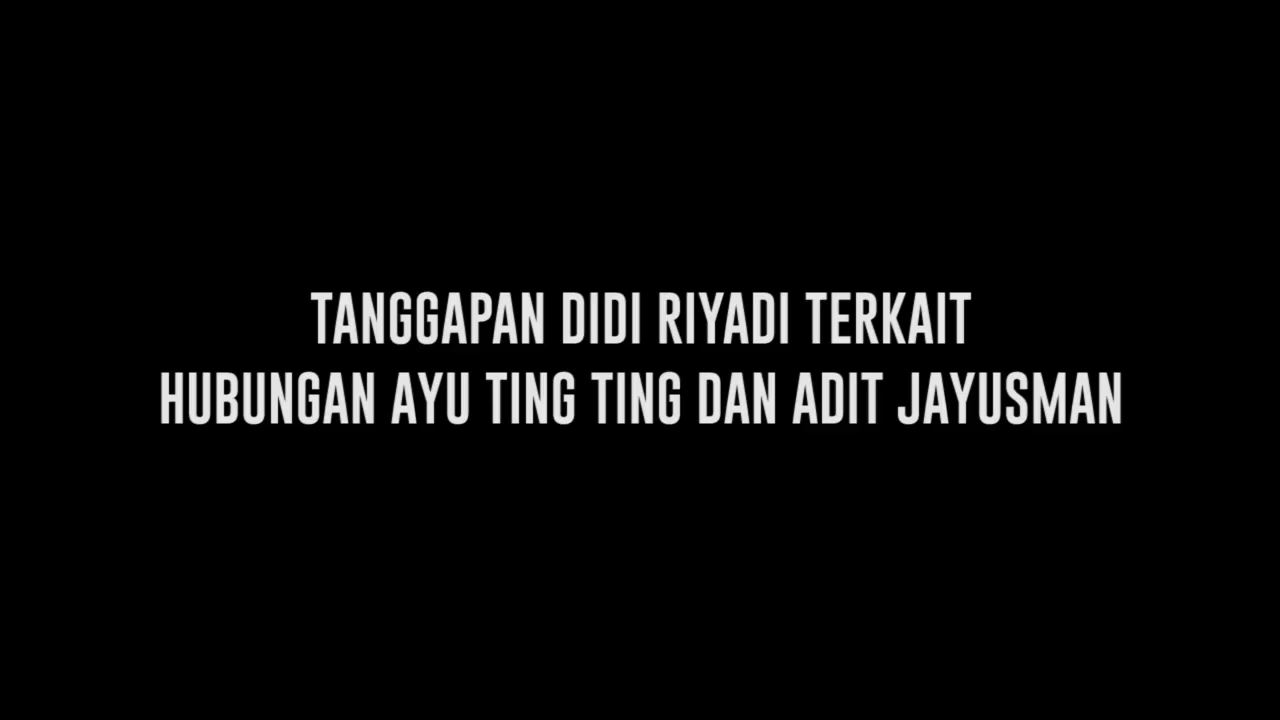 TANGGAPAN DIDI RIYADI TERKAIT
HUBUNGAN AYU TING TING DAN ADIT JAYUSMAN